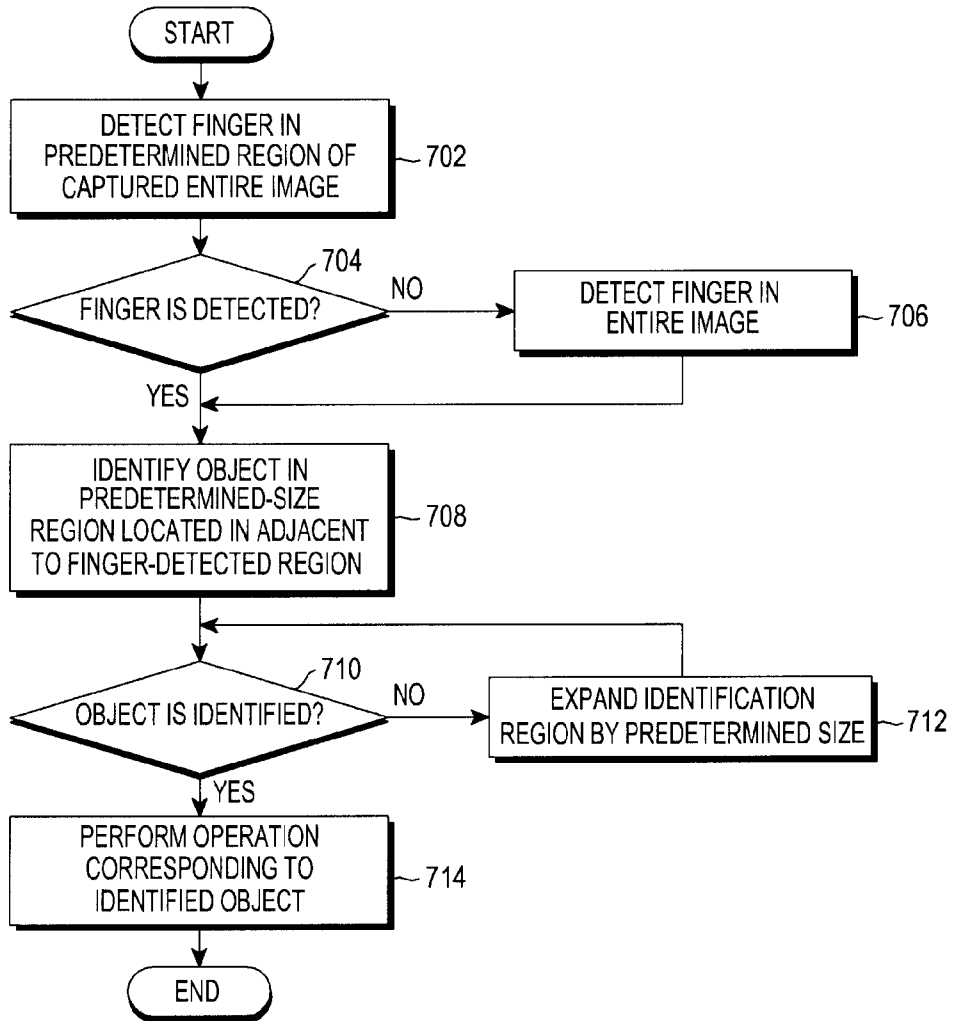 START
DETECT FINGER IN
PREDETERMINED REGION OF
CAPTURED ENTIRE IMAGE
702
704
FINGER IS DETECTED?
NO
DETECT FINGER IN
ENTIRE IMAGE
706
YES
IDENTIFY OBJECT IN
PREDETERMINED-SIZE
REGION LOCATED IN ADJACENT
TO FINGER-DETECTED REGION
708
710
OBJECT IS IDENTIFIED?
NO
EXPAND IDENTIFICATION
REGION BY PREDETERMINED SIZE
712
YES
PERFORM OPERATION
CORRESPONDING TO
IDENTIFIED OBJECT
714
END